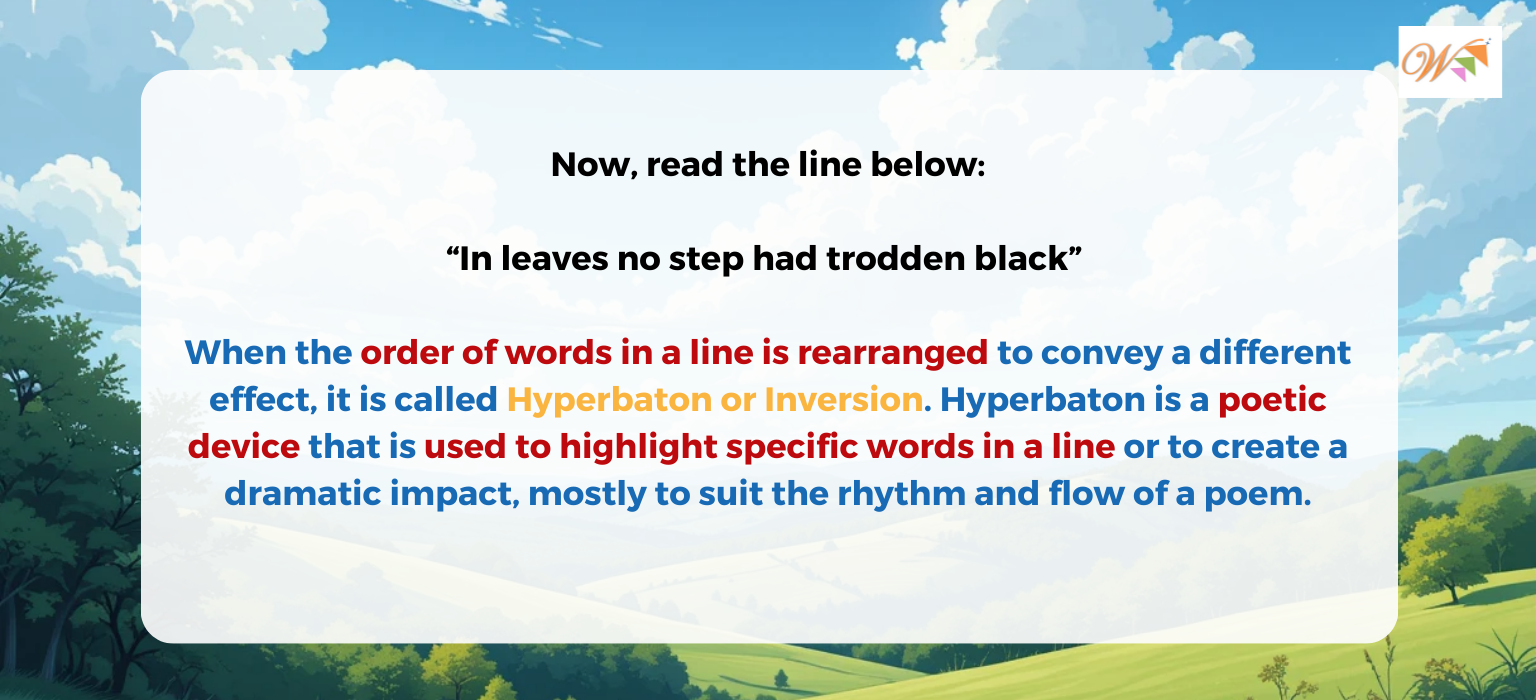 W
Now, read the line below:
“In leaves no step had trodden black”
When the order of words in a line is rearranged to convey a different
effect, it is called Hyperbaton or Inversion. Hyperbaton is a poetic
device that is used to highlight specific words in a line or to create a
dramatic impact, mostly to suit the rhythm and flow of a poem.